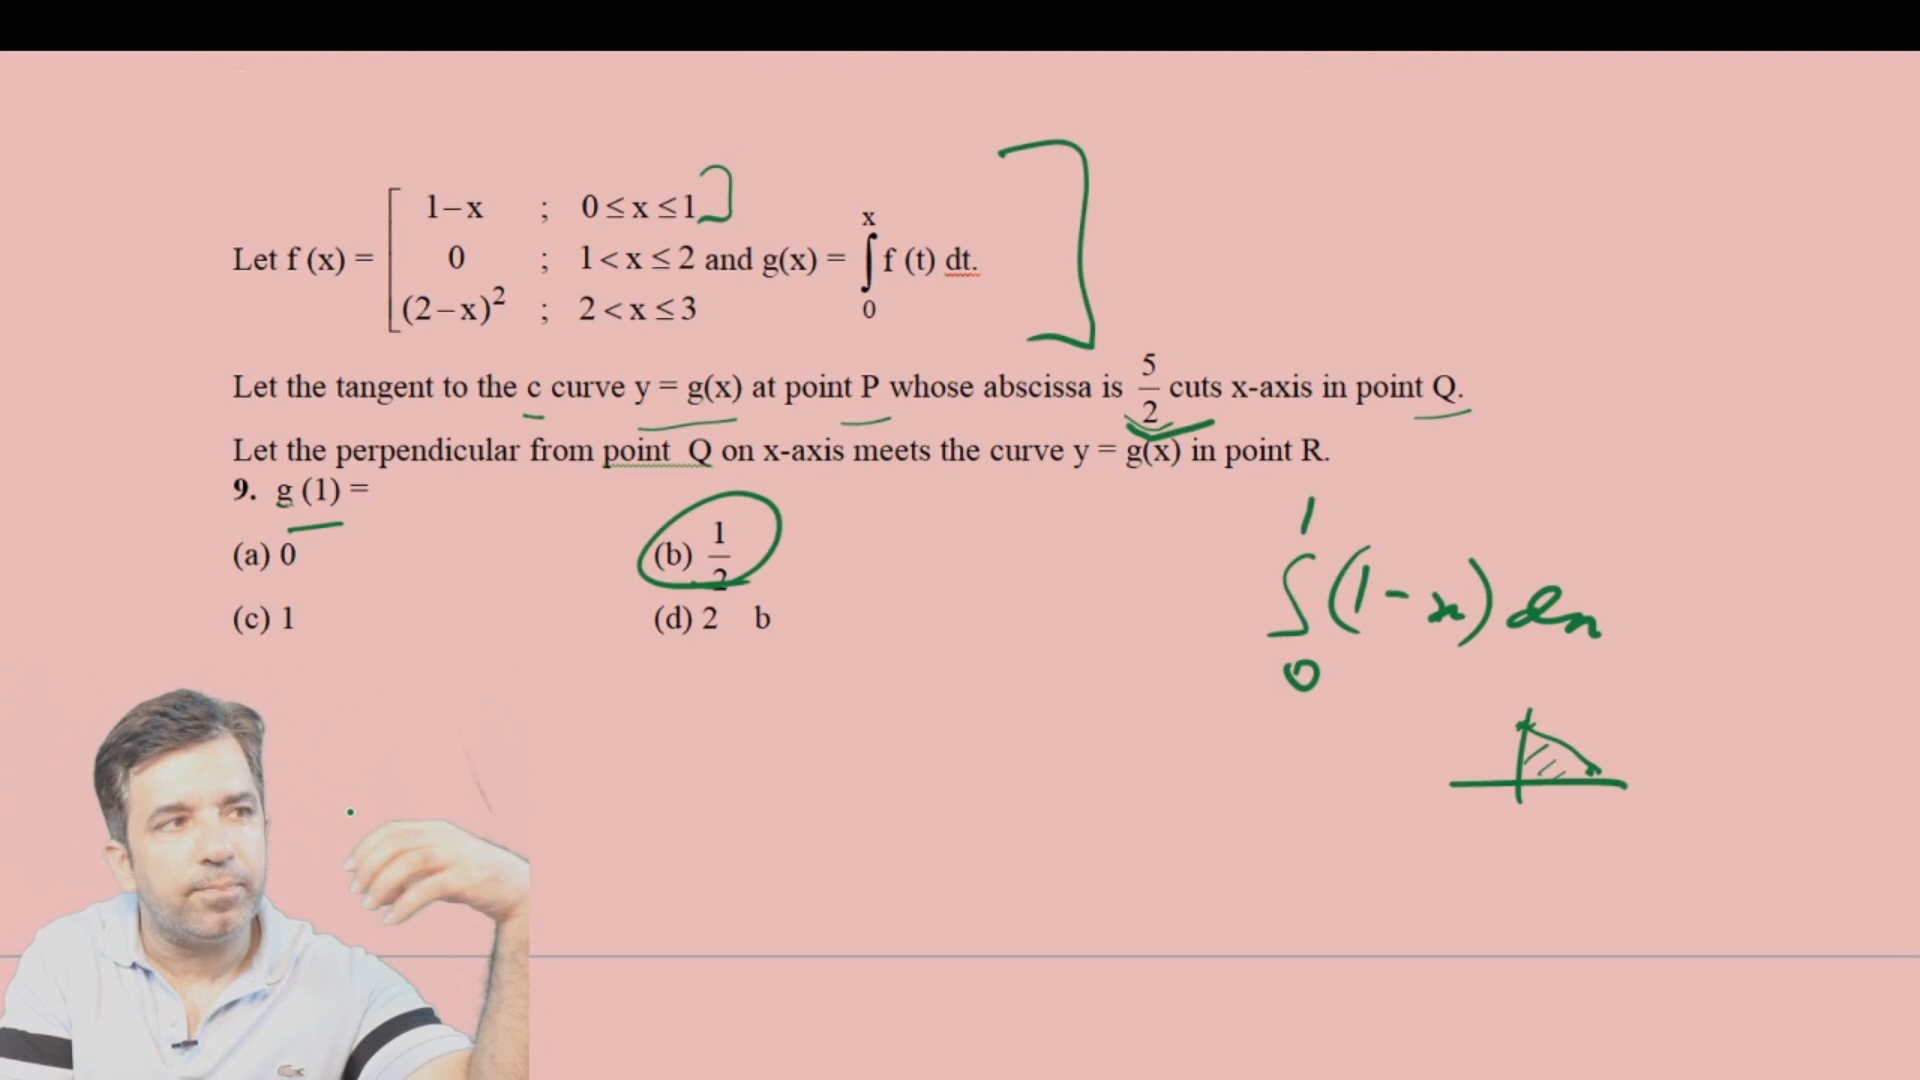 1−x ; 0 ≤ x ≤ 1
Let f (x) = 0 ; 1 < x ≤ 2 and g(x) = ∫₀ˣ f (t) dt.
(2−x)² ; 2 < x ≤ 3
Let the tangent to the c curve y = g(x) at point P whose abscissa is 5/2 cuts x-axis in point Q.
Let the perpendicular from point Q on x-axis meets the curve y = g(x) in point R.
9. g (1) =
(a) 0 (b) 1/2
(c) 1 (d) 2 b
∫₀¹ (1−x) dx